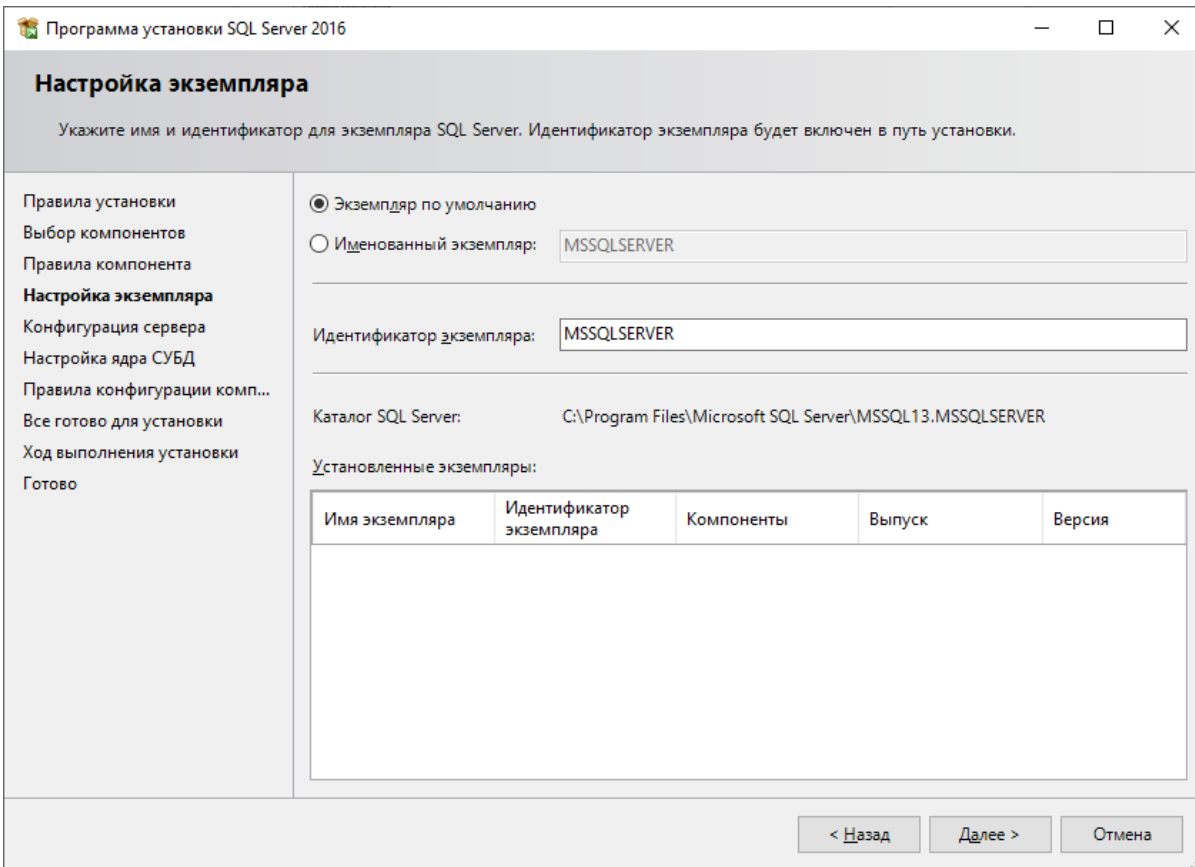 Программа установки SQL Server 2016
Настройка экземпляра
Укажите имя и идентификатор для экземпляра SQL Server. Идентификатор экземпляра будет включен в путь установки.
Правила установки
Выбор компонентов
Правила компонента
Настройка экземпляра
Конфигурация сервера
Настройка ядра СУБД
Правила конфигурации комп...
Все готово для установки
Ход выполнения установки
Готово
Экземпляр по умолчанию
Именованный экземпляр: MSSQLSERVER
Идентификатор экземпляра: MSSQLSERVER
Каталог SQL Server: C:\Program Files\Microsoft SQL Server\MSSQL13.MSSQLSERVER
Установленные экземпляры:
Имя экземпляра Идентификатор экземпляра Компоненты Выпуск Версия
< Назад Далее > Отмена